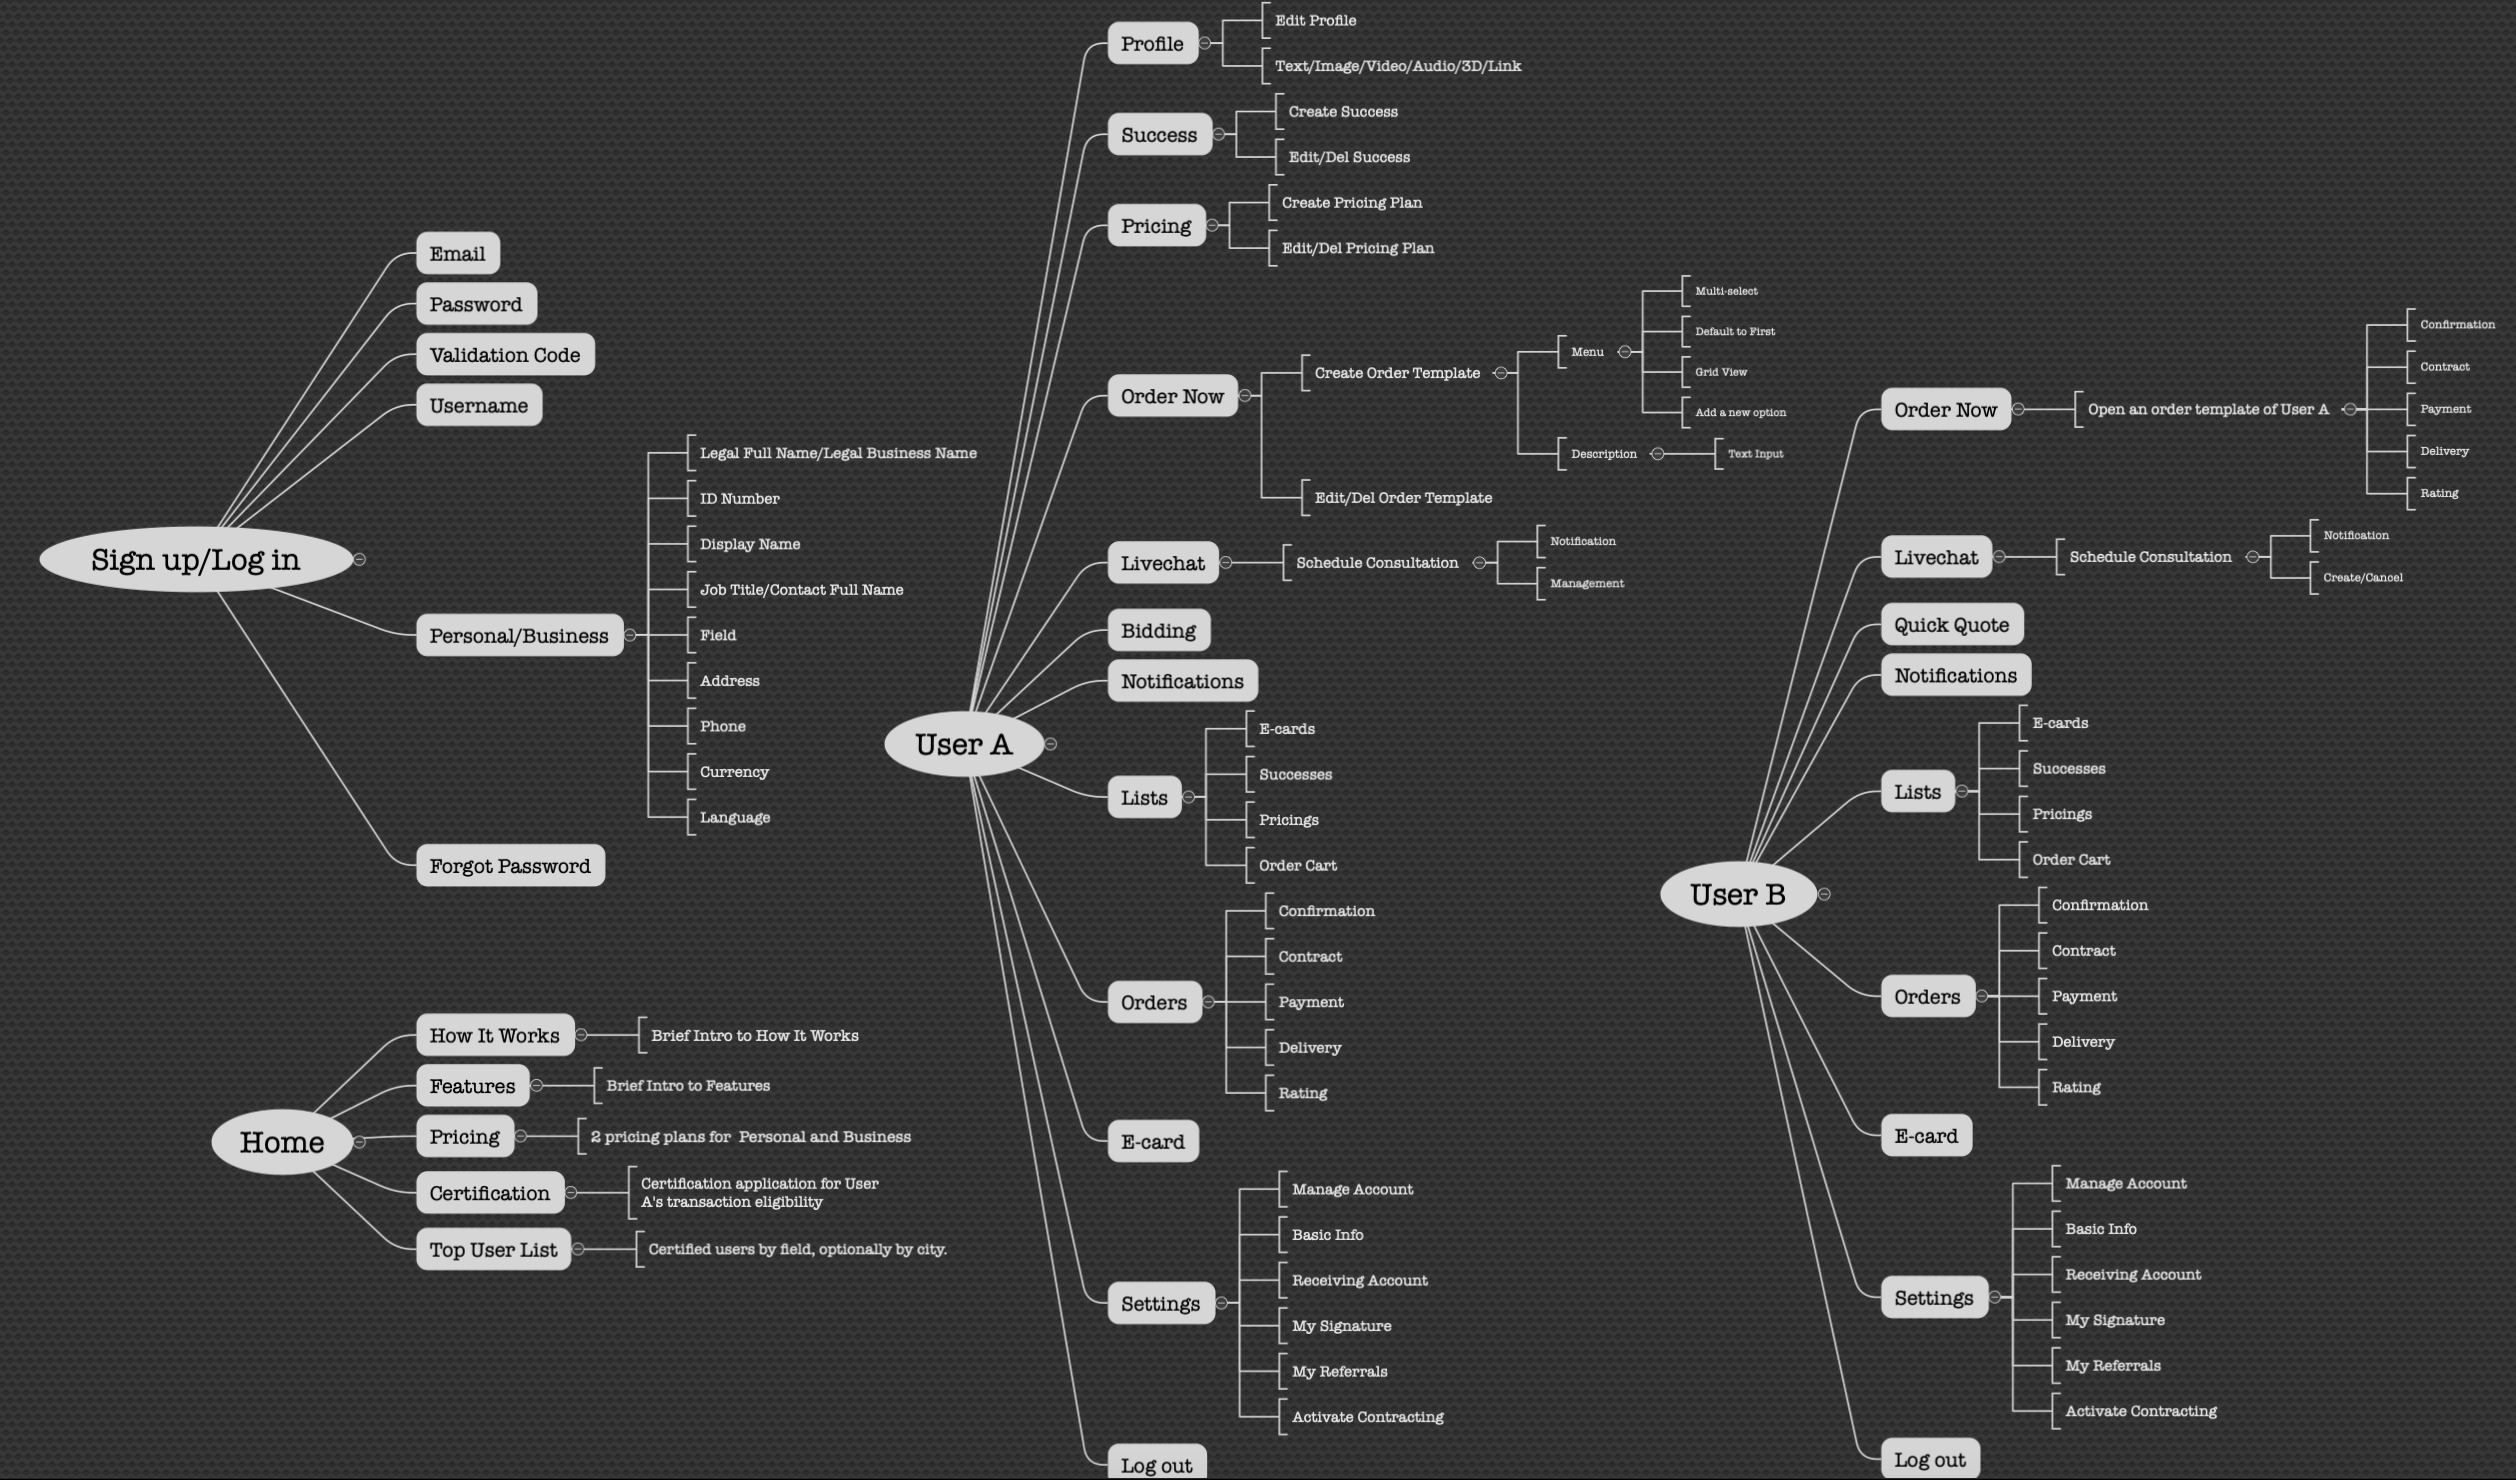 Sign up/Log in
Email
Password
Validation Code
Username
Personal/Business
Legal Full Name/Legal Business Name
ID Number
Display Name
Job Title/Contact Full Name
Field
Address
Phone
Currency
Language
Forgot Password
Home
How It Works
Brief Intro to How It Works
Features
Brief Intro to Features
Pricing
2 pricing plans for  Personal and Business
Certification
Certification application for User
A's transaction eligibility
Top User List
Certified users by field, optionally by city.
User A
Profile
Edit Profile
Text/Image/Video/Audio/3D/Link
Success
Create Success
Edit/Del Success
Pricing
Create Pricing Plan
Edit/Del Pricing Plan
Order Now
Create Order Template
Menu
Multi-select
Default to First
Grid View
Add a new option
Description
Text Input
Edit/Del Order Template
Livechat
Schedule Consultation
Notification
Management
Bidding
Notifications
Lists
E-cards
Successes
Pricings
Order Cart
Orders
Confirmation
Contract
Payment
Delivery
Rating
E-card
Settings
Manage Account
Basic Info
Receiving Account
My Signature
My Referrals
Activate Contracting
Log out
User B
Order Now
Open an order template of User A
Confirmation
Contract
Payment
Delivery
Rating
Livechat
Schedule Consultation
Notification
Create/Cancel
Quick Quote
Notifications
Lists
E-cards
Successes
Pricings
Order Cart
Orders
Confirmation
Contract
Payment
Delivery
Rating
E-card
Settings
Manage Account
Basic Info
Receiving Account
My Signature
My Referrals
Activate Contracting
Log out